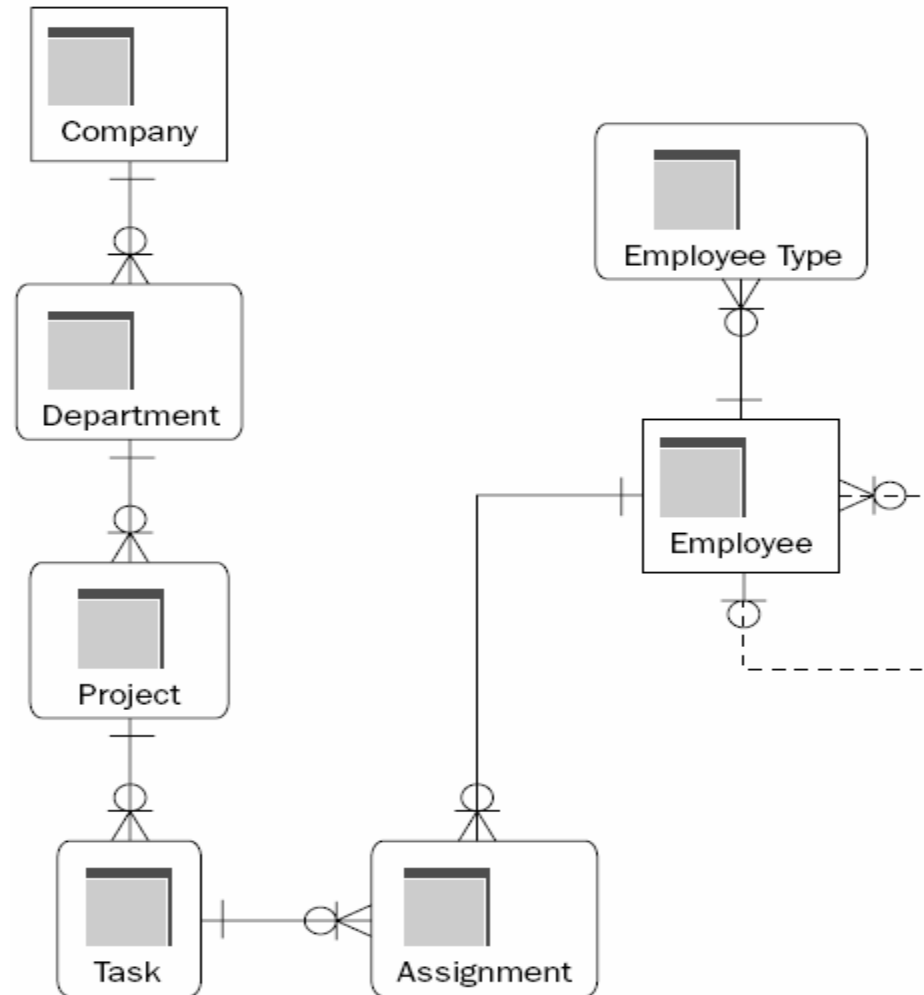 Company
Employee Type
Department
Employee
Project
Task
Assignment